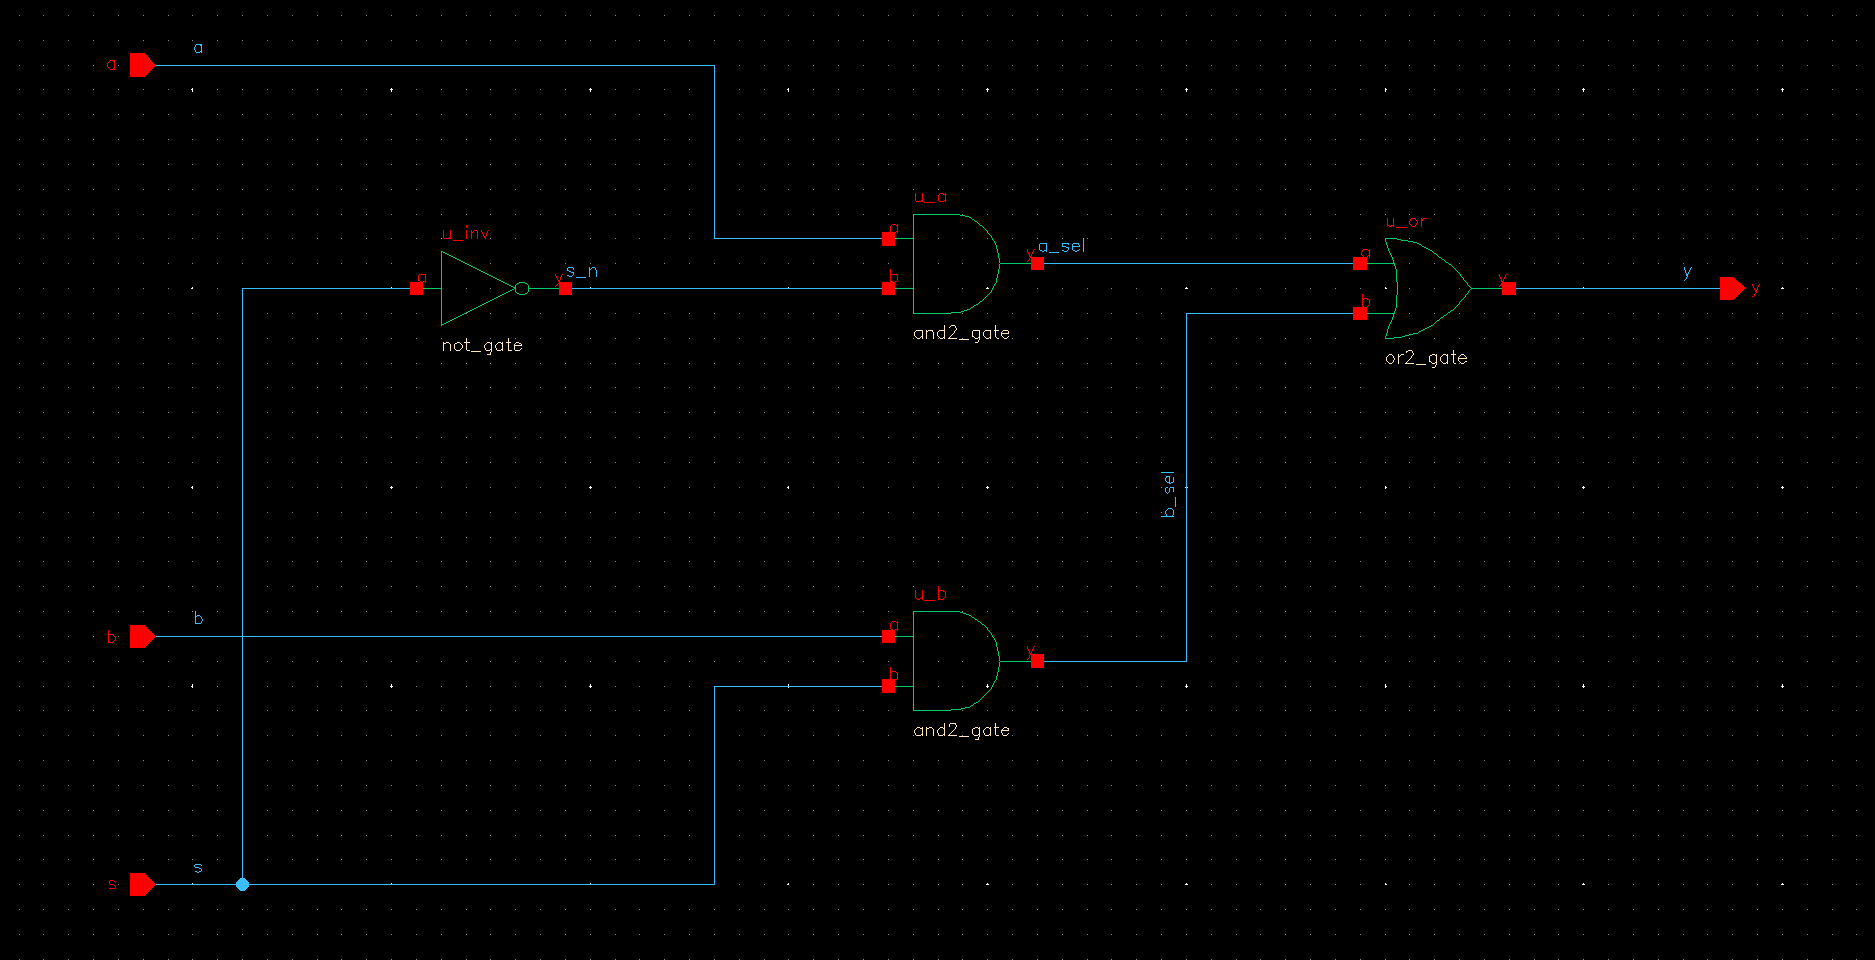 a
a
u_a
a
b
y
a_sel
and2_gate
u_inv
a
y
s_n
not_gate
u_or
a
b
y
or2_gate
y
y
b_sel
b
b
u_b
a
b
y
and2_gate
s
s